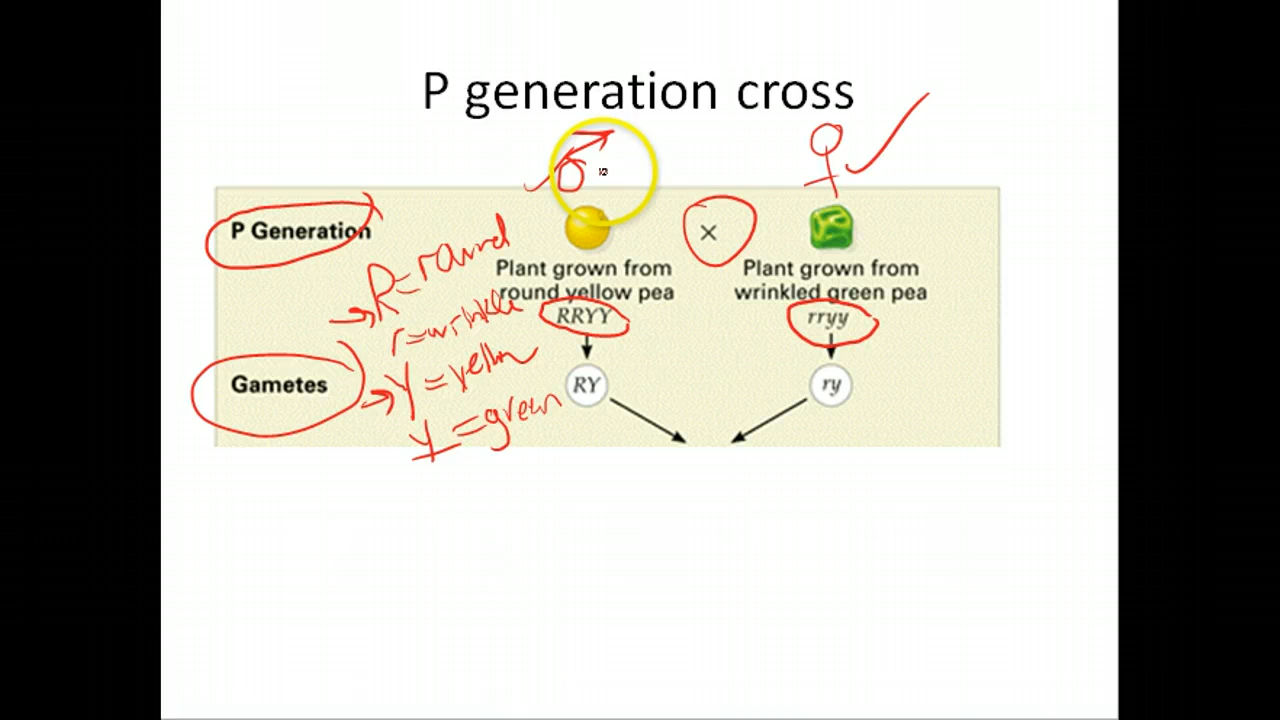 P generation cross
♂ ♀
P Generation ×
R=round
Plant grown from
round yellow pea
Plant grown from
wrinkled green pea
r=wrinkle
RRYY rryy
Y=yellow
Gametes RY ry
y=green